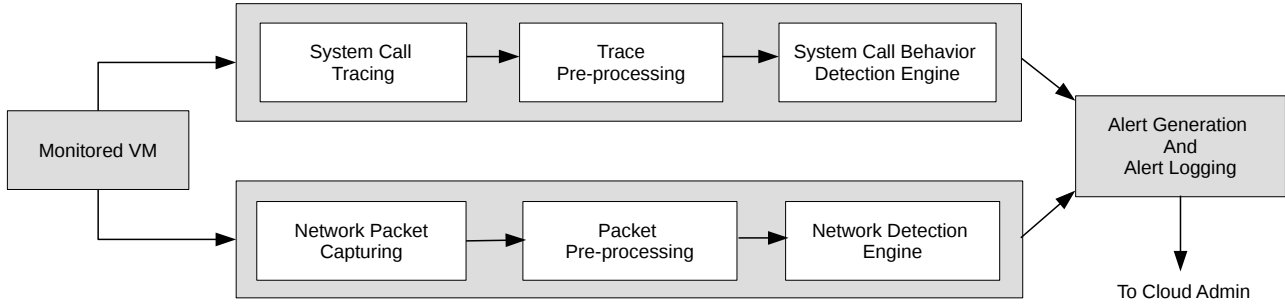 System Call
Tracing
Trace
Pre-processing
System Call Behavior
Detection Engine
Monitored VM
Alert Generation
And
Alert Logging
Network Packet
Capturing
Packet
Pre-processing
Network Detection
Engine
To Cloud Admin